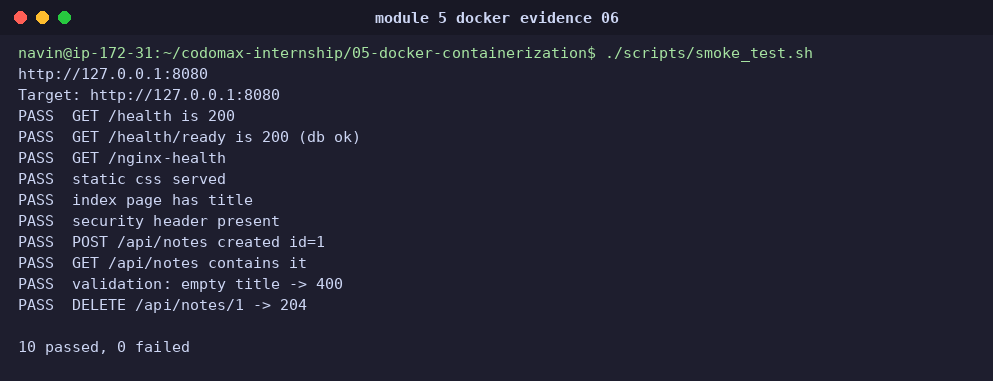 module 5 docker evidence 06
navin@ip-172-31:~/codomax-internship/05-docker-containerization$ ./scripts/smoke_test.sh
http://127.0.0.1:8080
Target: http://127.0.0.1:8080
PASS  GET /health is 200
PASS  GET /health/ready is 200 (db ok)
PASS  GET /nginx-health
PASS  static css served
PASS  index page has title
PASS  security header present
PASS  POST /api/notes created id=1
PASS  GET /api/notes contains it
PASS  validation: empty title -> 400
PASS  DELETE /api/notes/1 -> 204
10 passed, 0 failed